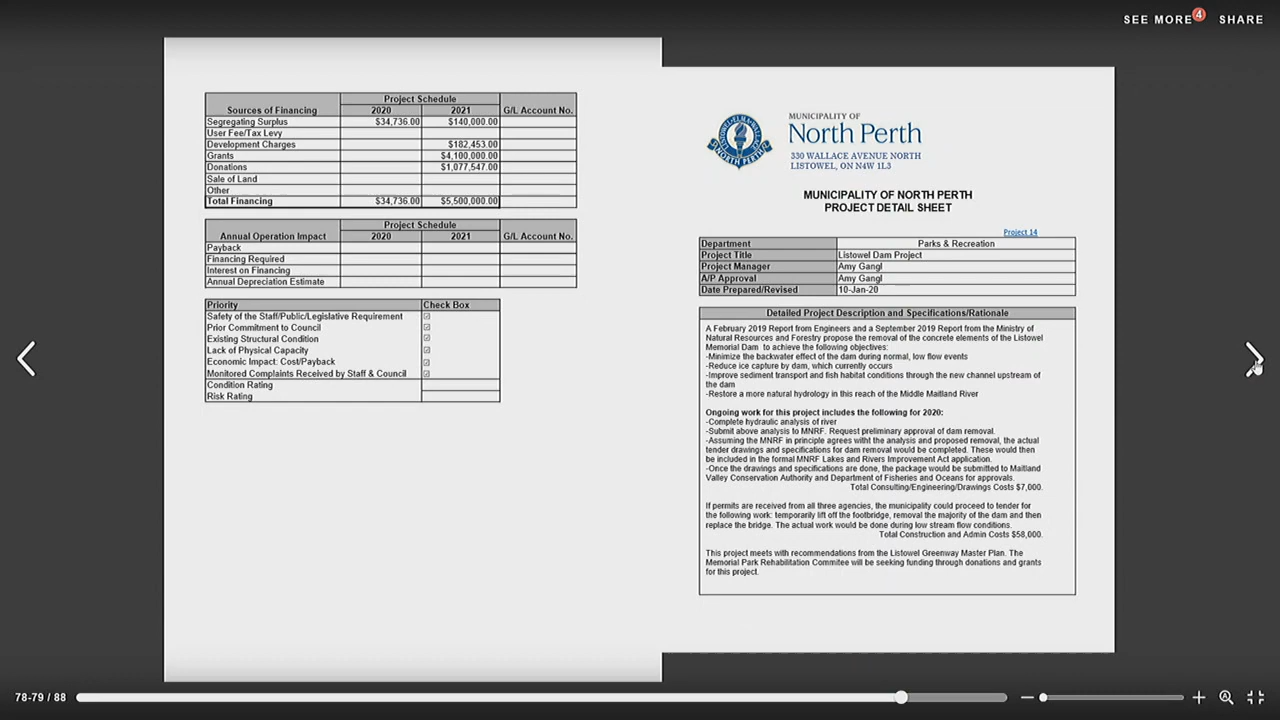 SEE MORE 4 SHARE
Project Schedule
Sources of Financing 2020 2021 G/L Account No.
Segregating Surplus $34,736.00 $140,000.00
User Fee/Tax Levy
Development Charges $182,453.00
Grants $4,100,000.00
Donations $1,077,547.00
Sale of Land
Other
Total Financing $34,736.00 $5,500,000.00
Project Schedule
Annual Operation Impact 2020 2021 G/L Account No.
Payback
Financing Required
Interest on Financing
Annual Depreciation Estimate
Priority Check Box
Safety of the Staff/Public/Legislative Requirement ☑
Prior Commitment to Council ☑
Existing Structural Condition ☑
Lack of Physical Capacity ☑
Economic Impact: Cost/Payback ☑
Monitored Complaints Received by Staff & Council ☑
Condition Rating
Risk Rating
NORTH PERTH
MUNICIPALITY OF
North Perth
330 WALLACE AVENUE NORTH
LISTOWEL, ON N4W 1L3
MUNICIPALITY OF NORTH PERTH
PROJECT DETAIL SHEET
Project 14
Department Parks & Recreation
Project Title Listowel Dam Project
Project Manager Amy Gangl
A/P Approval Amy Gangl
Date Prepared/Revised 10-Jan-20
Detailed Project Description and Specifications/Rationale
A February 2019 Report from Engineers and a September 2019 Report from the Ministry of
Natural Resources and Forestry propose the removal of the concrete elements of the Listowel
Memorial Dam to achieve the following objectives:
-Minimize the backwater effect of the dam during normal, low flow events
-Reduce ice capture by dam, which currently occurs
-Improve sediment transport and fish habitat conditions through the new channel upstream of
the dam
-Restore a more natural hydrology in this reach of the Middle Maitland River
Ongoing work for this project includes the following for 2020:
-Complete hydraulic analysis of river
-Submit above analysis to MNRF. Request preliminary approval of dam removal.
-Assuming the MNRF in principle agrees witht the analysis and proposed removal, the actual
tender drawings and specifications for dam removal would be completed. These would then
be included in the formal MNRF Lakes and Rivers Improvement Act application.
-Once the drawings and specifications are done, the package would be submitted to Maitland
Valley Conservation Authority and Department of Fisheries and Oceans for approvals.
Total Consulting/Engineering/Drawings Costs $7,000.
If permits are received from all three agencies, the municipality could proceed to tender for
the following work: temporarily lift off the footbridge, removal the majority of the dam and then
replace the bridge. The actual work would be done during low stream flow conditions.
Total Construction and Admin Costs $58,000.
This project meets with recommendations from the Listowel Greenway Master Plan. The
Memorial Park Rehabilitation Commitee will be seeking funding through donations and grants
for this project.
78-79 / 88